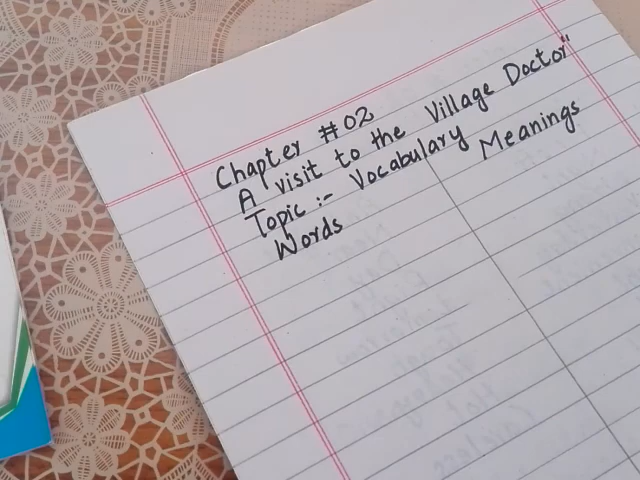 Chapter #02
A visit to the Village Doctor"
Topic :- Vocabulary
Words Meanings